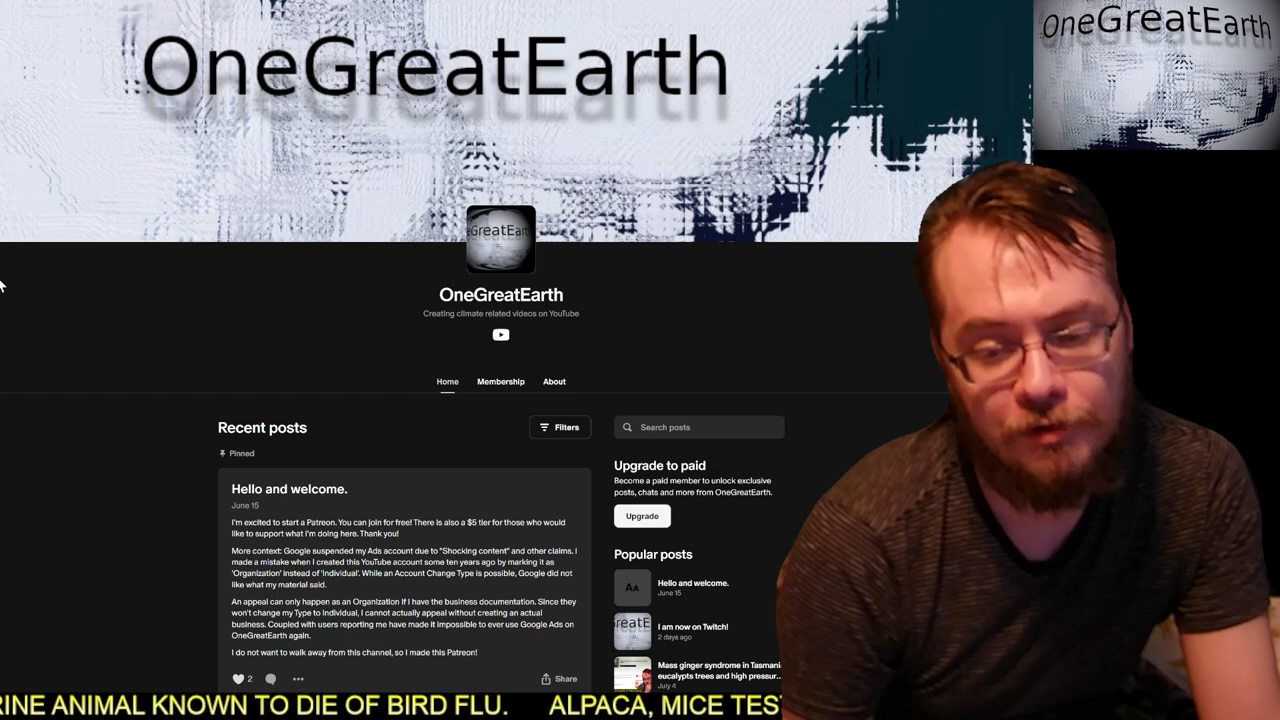 OneGreatEarth
OneGreatEarth
GreatEart
OneGreatEarth
Creating climate related videos on YouTube
Home Membership About
Recent posts
Filters
Search posts
Pinned
Hello and welcome.
June 15
I'm excited to start a Patreon. You can join for free! There is also a $5 tier for those who would
like to support what I'm doing here. Thank you!
More context: Google suspended my Ads account due to "Shocking content" and other claims. I
made a mistake when I created this YouTube account some ten years ago by marking it as
'Organization' instead of 'Individual'. While an Account Change Type is possible, Google did not
like what my material said.
An appeal can only happen as an Organization if I have the business documentation. Since they
won't change my Type to Individual, I cannot actually appeal without creating an actual
business. Coupled with users reporting me have made it impossible to ever use Google Ads on
OneGreatEarth again.
I do not want to walk away from this channel, so I made this Patreon!
2
Share
Upgrade to paid
Become a paid member to unlock exclusive
posts, chats and more from OneGreatEarth.
Upgrade
Popular posts
AA
Hello and welcome.
June 15
reatE
I am now on Twitch!
2 days ago
Mass ginger syndrome in Tasmani
eucalypts trees and high pressur...
July 4
RINE ANIMAL KNOWN TO DIE OF BIRD FLU. ALPACA, MICE TEST